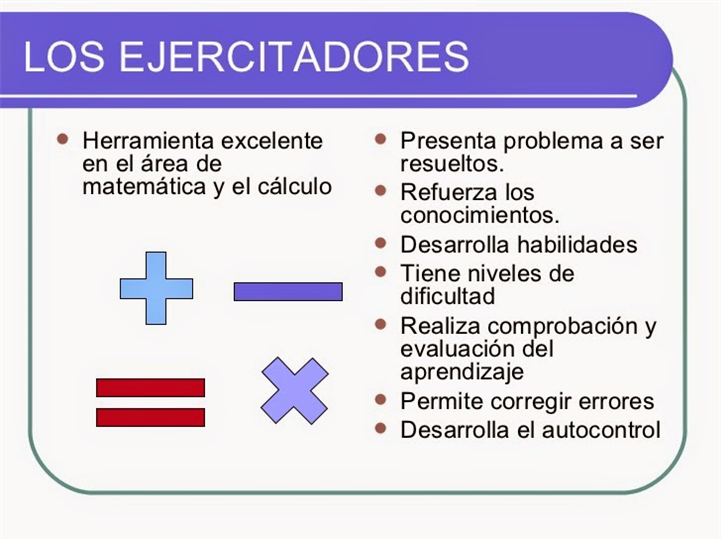 LOS EJERCITADORES
Herramienta excelente
en el área de
matemática y el cálculo
Presenta problema a ser
resueltos.
Refuerza los
conocimientos.
Desarrolla habilidades
Tiene niveles de
dificultad
Realiza comprobación y
evaluación del
aprendizaje
Permite corregir errores
Desarrolla el autocontrol